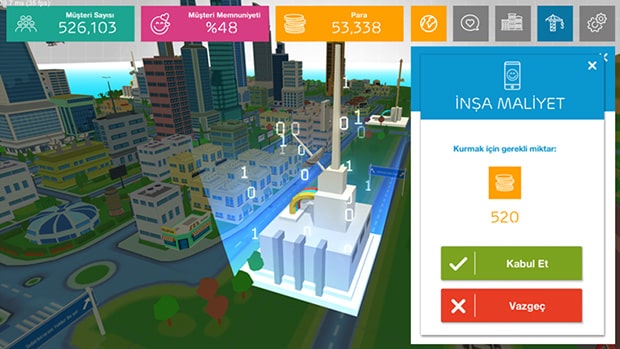 Müşteri Sayısı
526,103
Müşteri Memnuniyeti
%48
Para
53,338
İNŞA MALİYET
Kurmak için gerekli miktar:
520
Kabul Et
Vazgeç